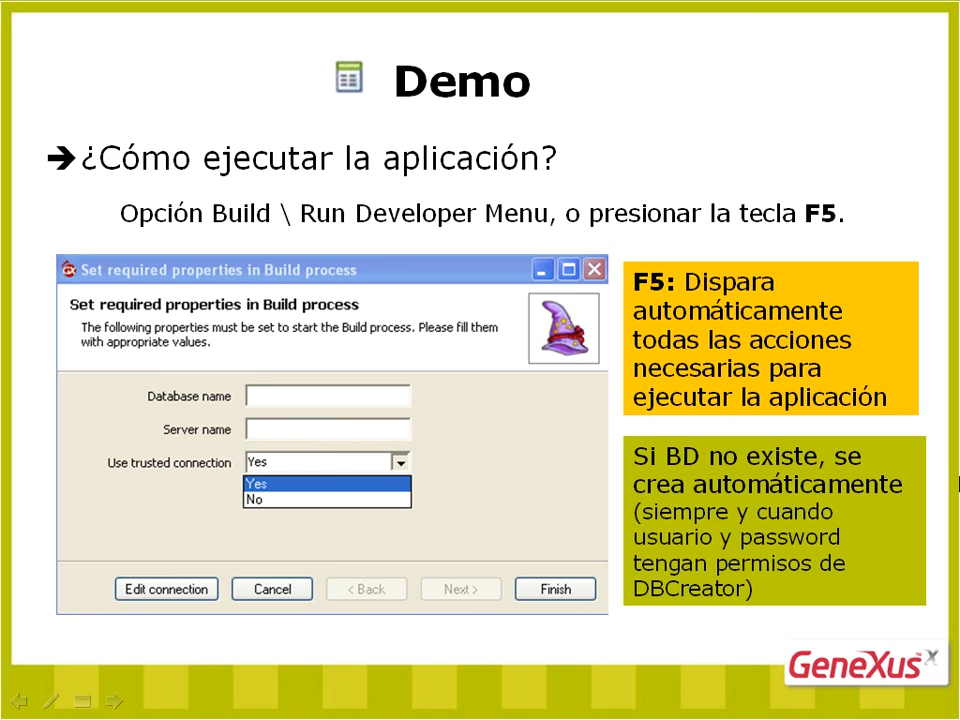 Demo
¿Cómo ejecutar la aplicación?
Opción Build \ Run Developer Menu, o presionar la tecla F5.
Set required properties in Build process
Set required properties in Build process
The following properties must be set to start the Build process. Please fill them
with appropriate values.
Database name
Server name
Use trusted connection Yes
Yes
No
Edit connection Cancel < Back Next > Finish
F5: Dispara
automáticamente
todas las acciones
necesarias para
ejecutar la aplicación
Si BD no existe, se
crea automáticamente
(siempre y cuando
usuario y password
tengan permisos de
DBCreator)
GeneXus X